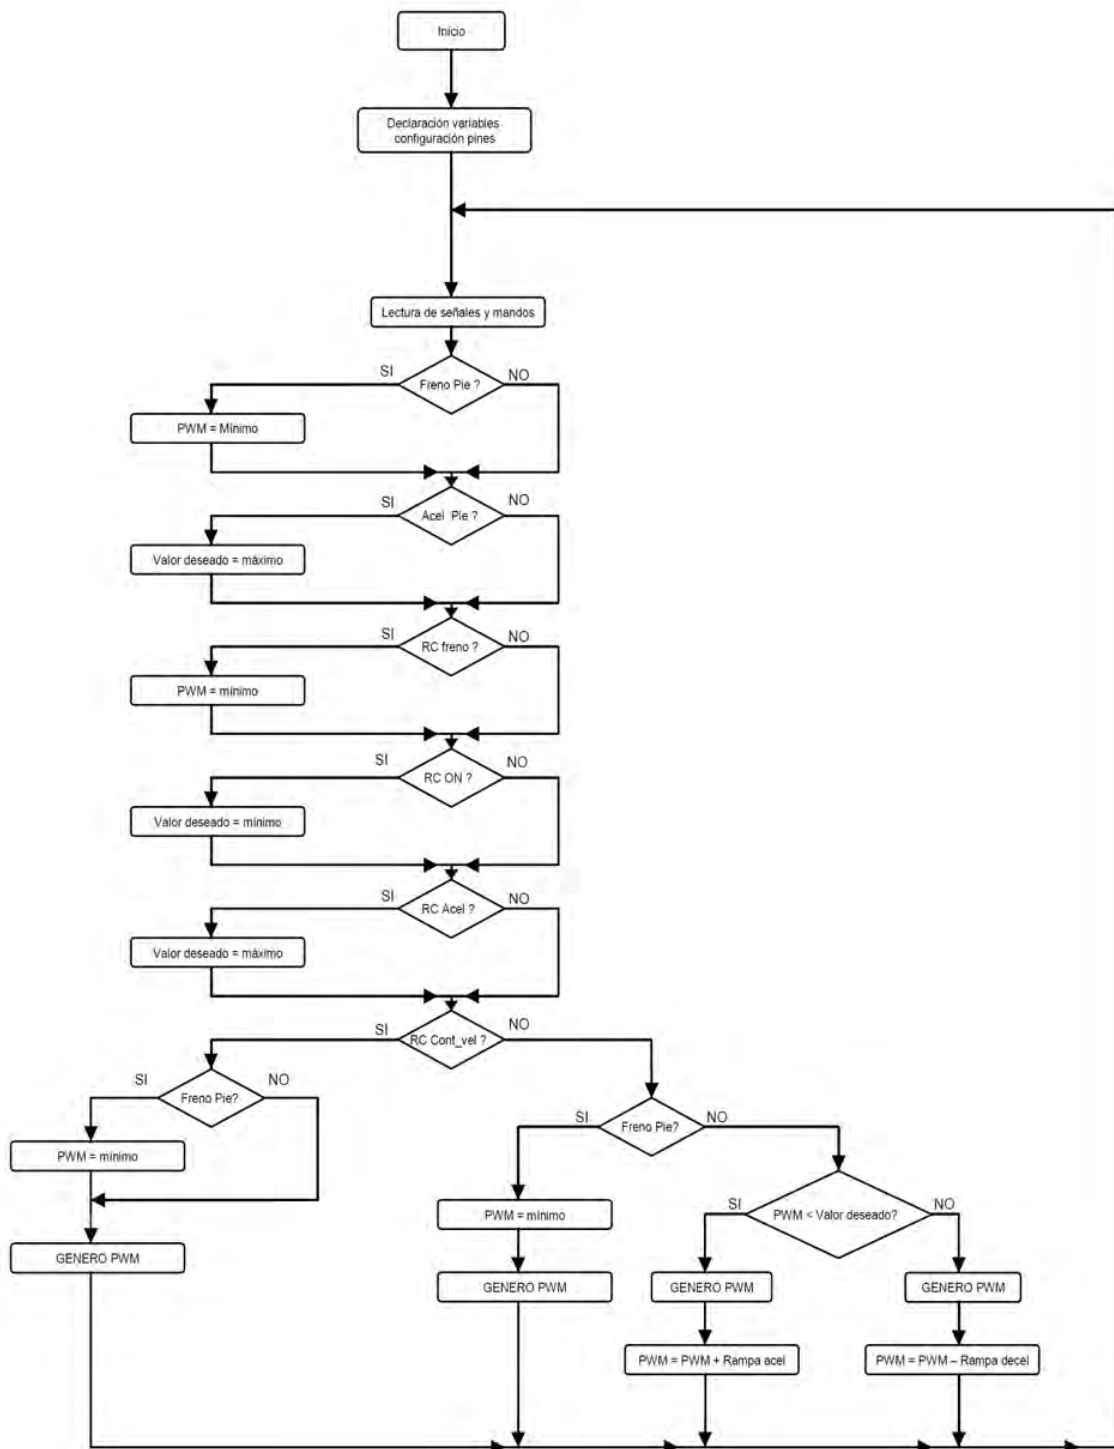 Inicio
Declaración variables
configuración pines
Lectura de señales y mandos
SI
Freno Pie ?
NO
PWM = Mínimo
SI
Acel Pie ?
NO
Valor deseado = máximo
SI
RC freno ?
NO
PWM = mínimo
SI
RC ON ?
NO
Valor deseado = mínimo
SI
RC Acel ?
NO
Valor deseado = máximo
SI
RC Cont_vel ?
NO
SI
Freno Pie?
NO
PWM = mínimo
GENERO PWM
SI
Freno Pie?
NO
PWM = mínimo
GENERO PWM
SI
PWM < Valor deseado?
NO
GENERO PWM
PWM = PWM + Rampa acel
GENERO PWM
PWM = PWM – Rampa decel